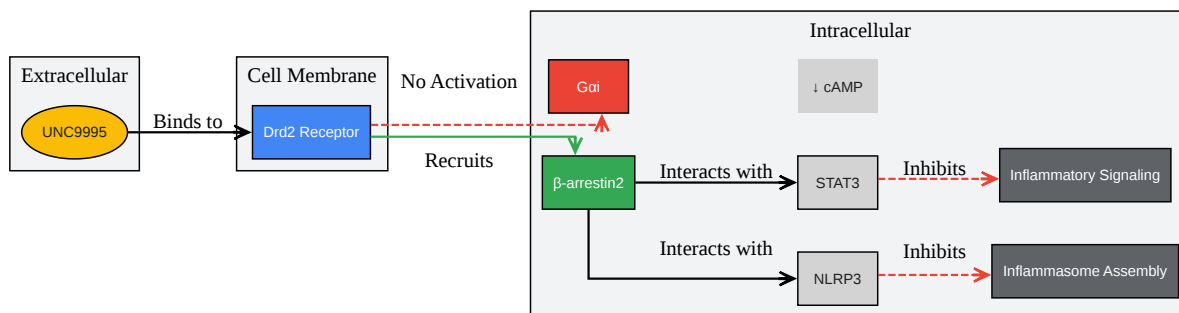 Extracellular
UNC9995
Binds to
Cell Membrane
Drd2 Receptor
No Activation
Recruits
Intracellular
Gαi
↓ cAMP
β-arrestin2
Interacts with
STAT3
Inhibits
Inflammatory Signaling
Interacts with
NLRP3
Inhibits
Inflammasome Assembly